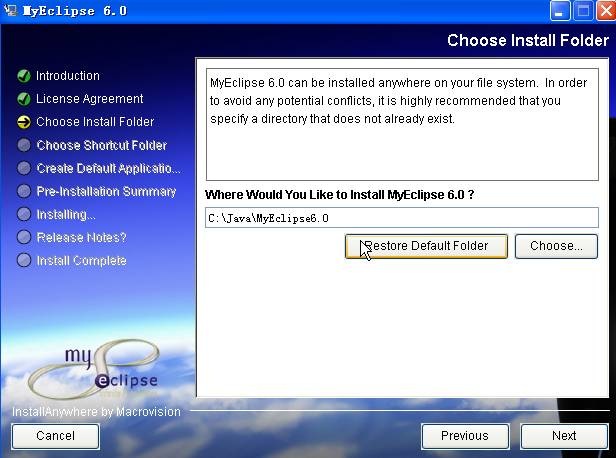 MyEclipse 6.0
Choose Install Folder
Introduction
License Agreement
Choose Install Folder
Choose Shortcut Folder
Create Default Applicatio...
Pre-Installation Summary
Installing...
Release Notes?
Install Complete
MyEclipse 6.0 can be installed anywhere on your file system. In order
to avoid any potential conflicts, it is highly recommended that you
specify a directory that does not already exist.
Where Would You Like to Install MyEclipse 6.0 ?
C:\Java\MyEclipse6.0
Restore Default Folder
Choose...
my
eclipse
InstallAnywhere by Macrovision
Cancel
Previous
Next